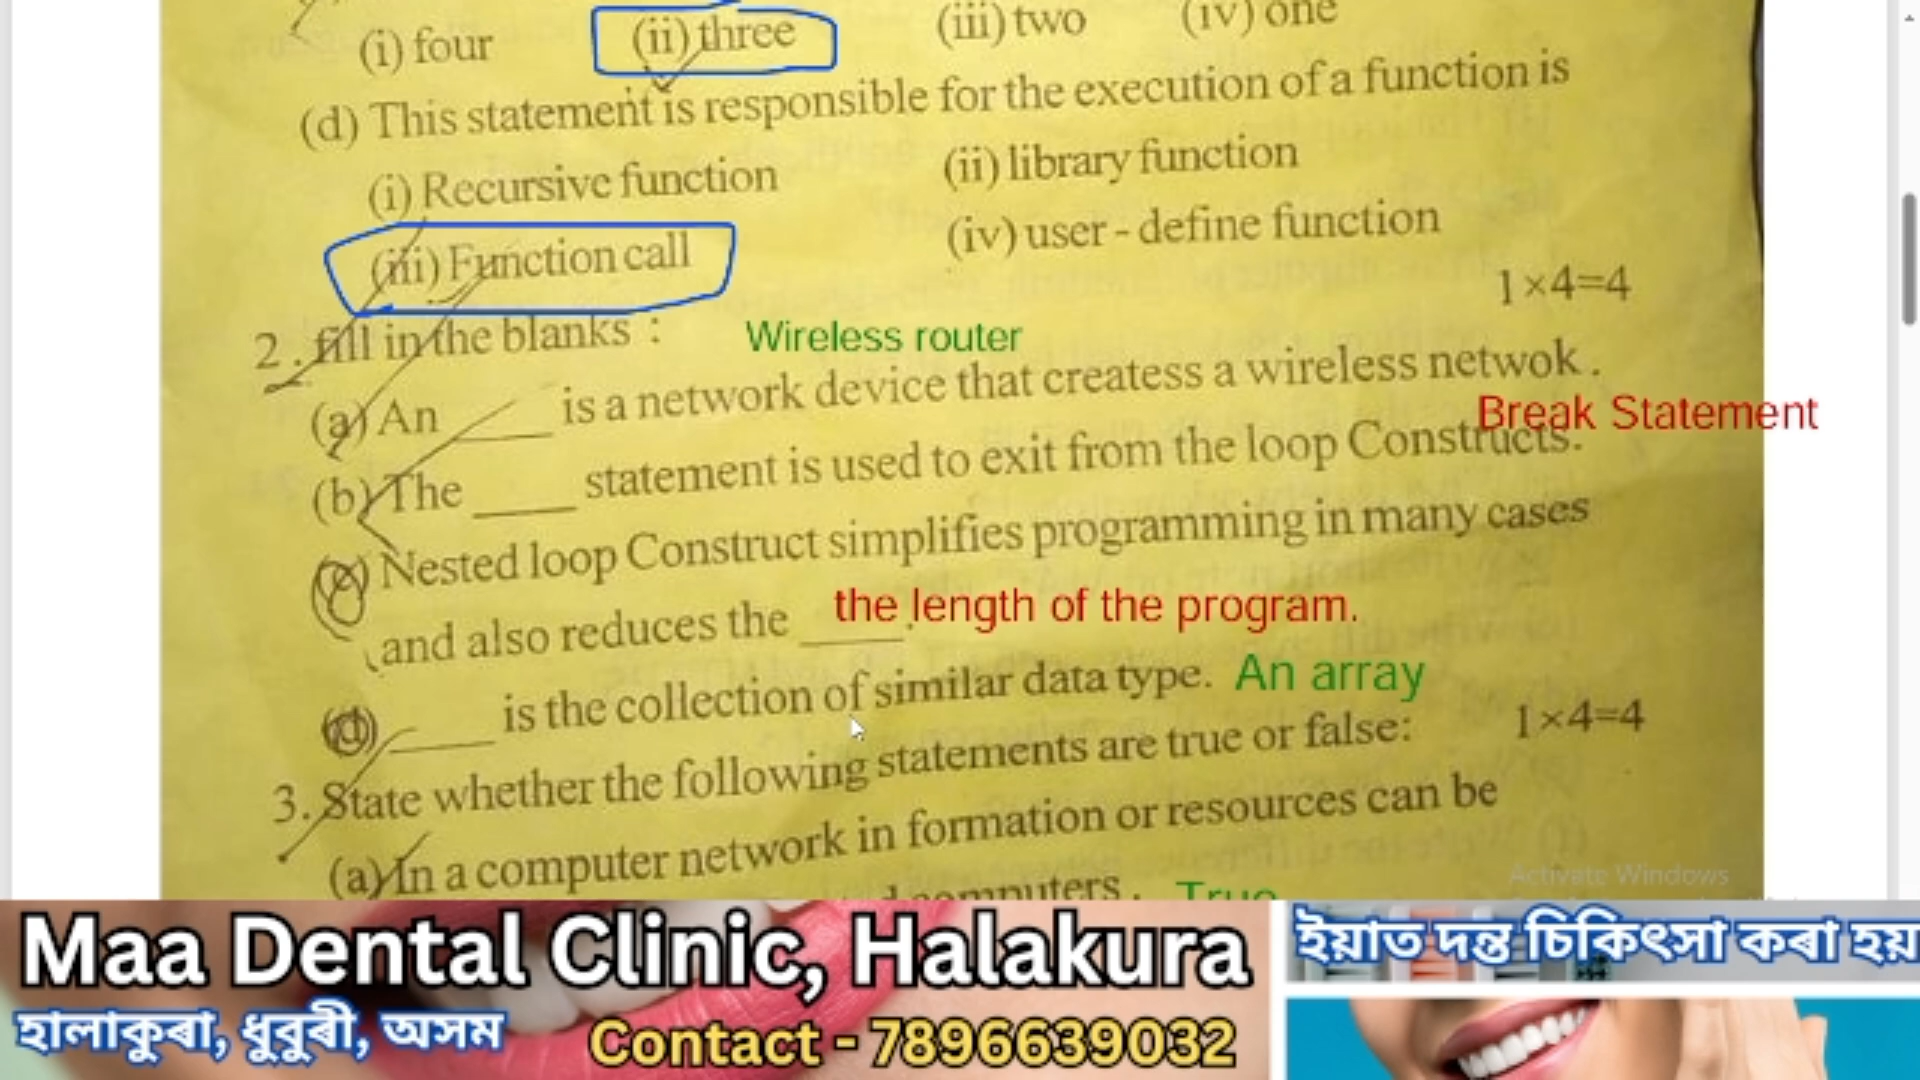 (i) four (ii) three (iii) two (iv) one
(d) This statement is responsible for the execution of a function is
(i) Recursive function (ii) library function
(iii) Function call (iv) user - define function
1×4=4
2. fill in the blanks : Wireless router
(a) An ____ is a network device that createss a wireless netwok .
Break Statement
(b) The ____ statement is used to exit from the loop Constructs.
Nested loop Construct simplifies programming in many cases
and also reduces the ____. the length of the program.
(d) ____ is the collection of similar data type. An array
3. State whether the following statements are true or false: 1×4=4
(a) In a computer network in formation or resources can be
computers . True
Activate Windows
Maa Dental Clinic, Halakura
হালাকুৰা, ধুবুৰী, অসম
Contact - 7896639032
ইয়াত দন্ত চিকিৎসা কৰা হয়